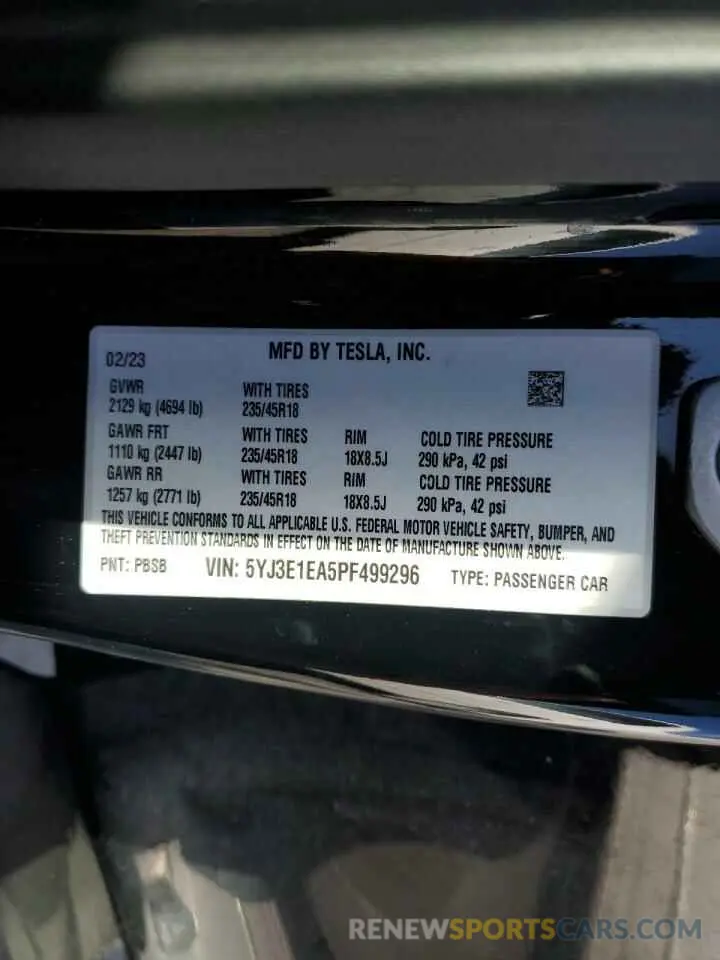 MFD BY TESLA, INC.
02/23
GVWR WITH TIRES
2129 kg (4694 lb) 235/45R18
GAWR FRT WITH TIRES RIM COLD TIRE PRESSURE
1110 kg (2447 lb) 235/45R18 18X8.5J 290 kPa, 42 psi
GAWR RR WITH TIRES RIM COLD TIRE PRESSURE
1257 kg (2771 lb) 235/45R18 18X8.5J 290 kPa, 42 psi
THIS VEHICLE CONFORMS TO ALL APPLICABLE U.S. FEDERAL MOTOR VEHICLE SAFETY, BUMPER, AND
THEFT PREVENTION STANDARDS IN EFFECT ON THE DATE OF MANUFACTURE SHOWN ABOVE.
PNT: PBSB VIN: 5YJ3E1EA5PF499296 TYPE: PASSENGER CAR
RENEWSPORTSCARS.COM